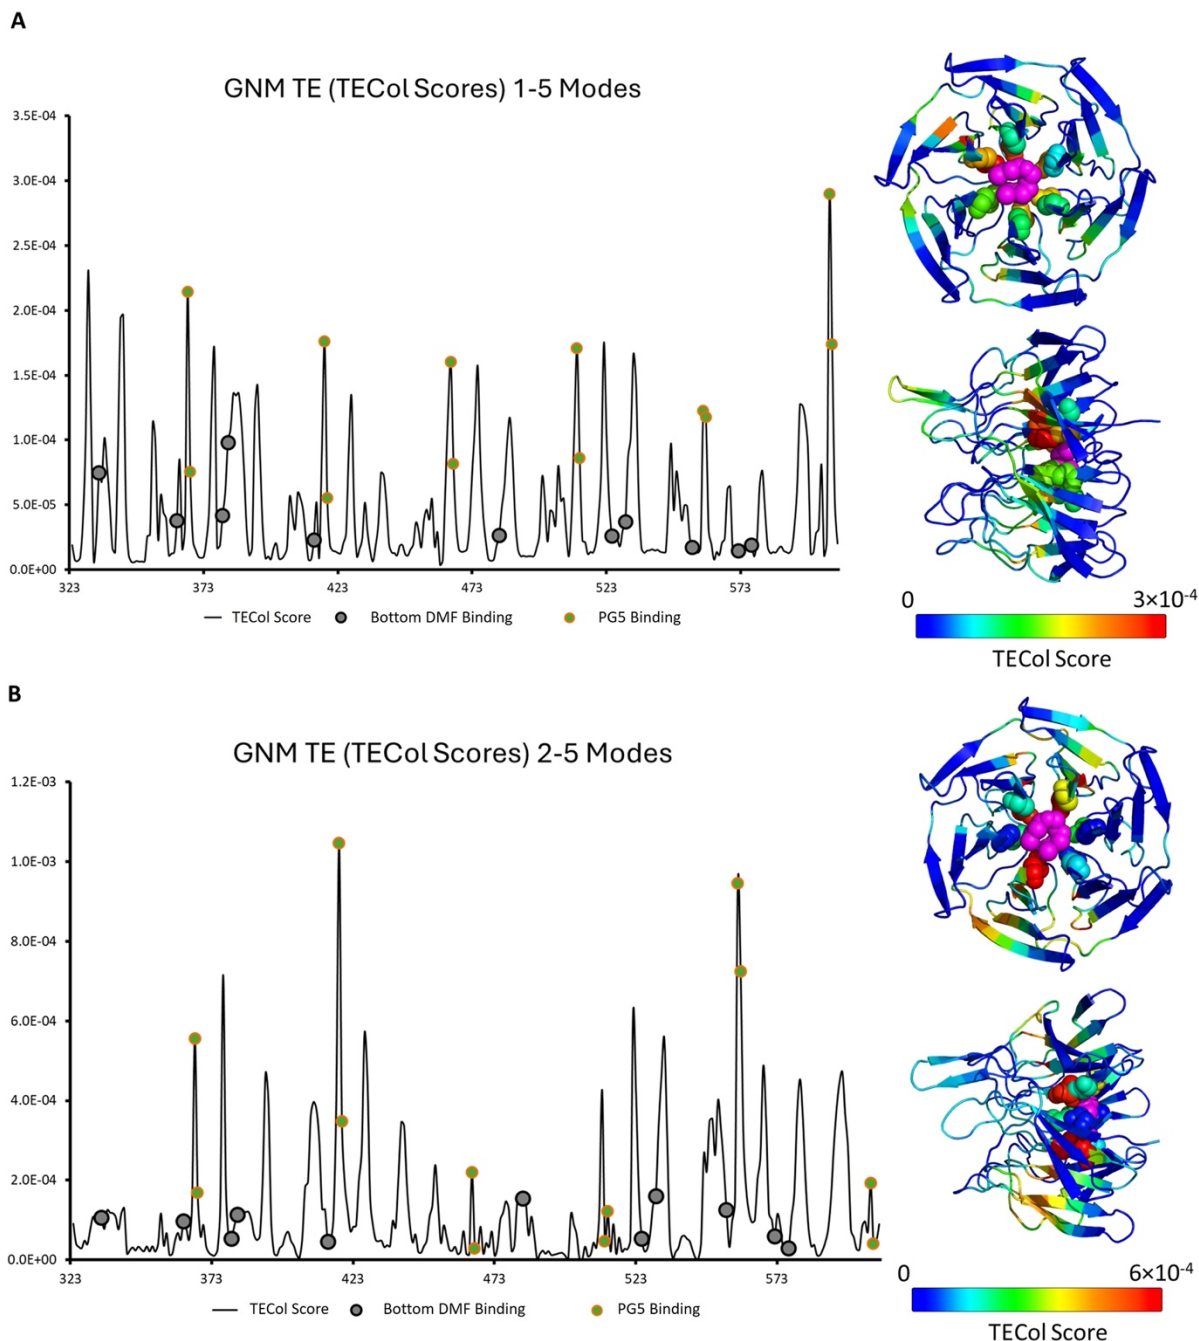 A
GNM TE (TECol Scores) 1-5 Modes
3.5E-04
3.0E-04
2.5E-04
2.0E-04
1.5E-04
1.0E-04
5.0E-05
0.0E+00
323 373 423 473 523 573
TECol Score Bottom DMF Binding PG5 Binding
0 3×10⁻⁴
TECol Score
B
GNM TE (TECol Scores) 2-5 Modes
1.2E-03
1.0E-03
8.0E-04
6.0E-04
4.0E-04
2.0E-04
0.0E+00
323 373 423 473 523 573
TECol Score Bottom DMF Binding PG5 Binding
0 6×10⁻⁴
TECol Score